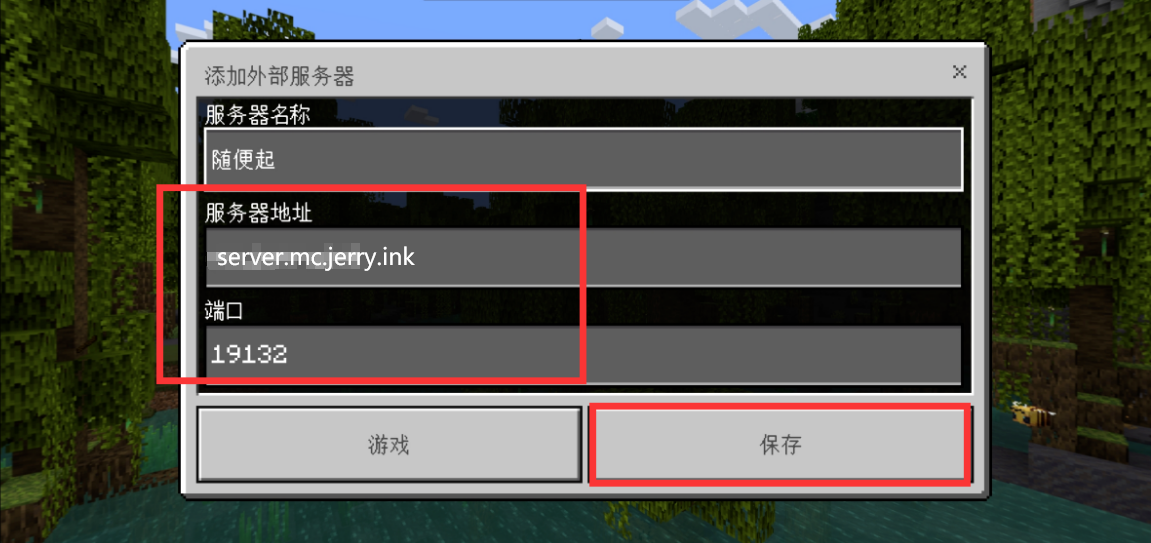 添加外部服务器
服务器名称
随便起
服务器地址
server.mc.jerry.ink
端口
19132
游戏
保存